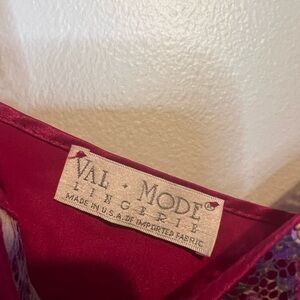 VAL · MODE®
LINGERIE
MADE IN U.S.A. OF IMPORTED FABRIC